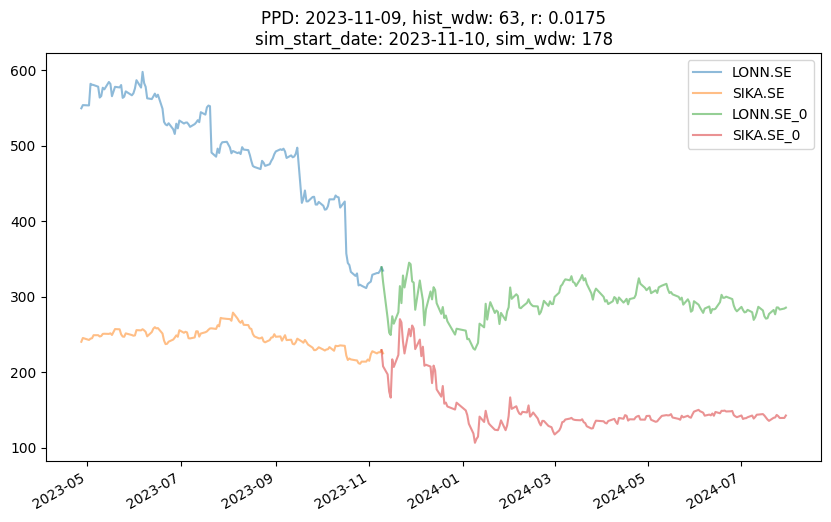 PPD: 2023-11-09, hist_wdw: 63, r: 0.0175
sim_start_date: 2023-11-10, sim_wdw: 178
LONN.SE
SIKA.SE
LONN.SE_0
SIKA.SE_0
600
500
400
300
200
100
2023-05
2023-07
2023-09
2023-11
2024-01
2024-03
2024-05
2024-07